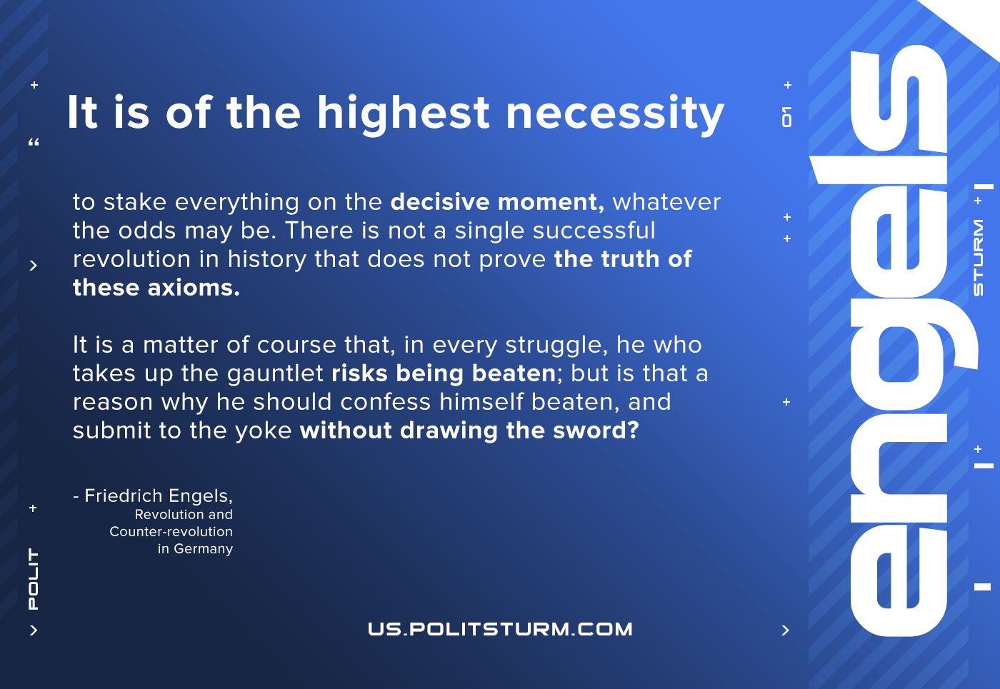 It is of the highest necessity
“
to stake everything on the decisive moment, whatever
the odds may be. There is not a single successful
revolution in history that does not prove the truth of
these axioms.
It is a matter of course that, in every struggle, he who
takes up the gauntlet risks being beaten; but is that a
reason why he should confess himself beaten, and
submit to the yoke without drawing the sword?
- Friedrich Engels,
Revolution and
Counter-revolution
in Germany
POLIT
US.POLITSTURM.COM
01
engels
STURM